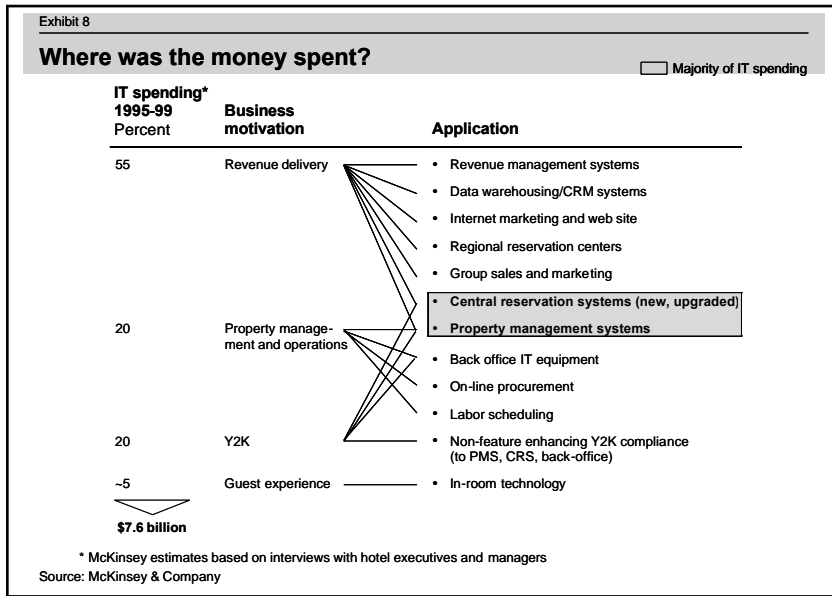 Exhibit 8
Where was the money spent?
Majority of IT spending
IT spending*
1995-99
Percent
Business
motivation
Application
55
Revenue delivery
• Revenue management systems
• Data warehousing/CRM systems
• Internet marketing and web site
• Regional reservation centers
• Group sales and marketing
• Central reservation systems (new, upgraded)
20
Property manage-
ment and operations
• Property management systems
• Back office IT equipment
• On-line procurement
• Labor scheduling
20
Y2K
• Non-feature enhancing Y2K compliance
(to PMS, CRS, back-office)
~5
Guest experience
• In-room technology
$7.6 billion
* McKinsey estimates based on interviews with hotel executives and managers
Source: McKinsey & Company